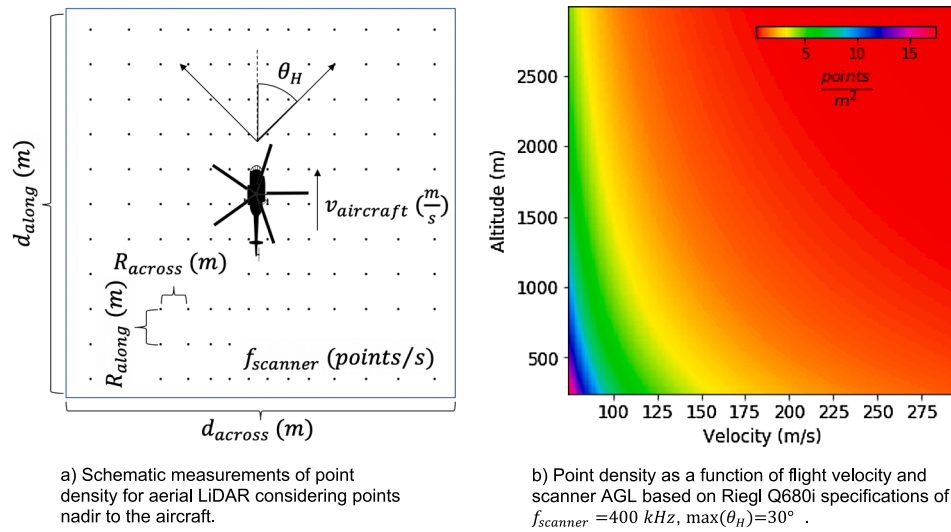 d_along (m)
θ_H
v_aircraft (m/s)
R_across (m)
R_along (m)
f_scanner (points/s)
d_across (m)
a) Schematic measurements of point
density for aerial LiDAR considering points
nadir to the aircraft.
5 10 15
points/m²
Altitude (m)
2500
2000
1500
1000
500
100 125 150 175 200 225 250 275
Velocity (m/s)
b) Point density as a function of flight velocity and
scanner AGL based on Riegl Q680i specifications of
f_scanner =400 kHz, max(θ_H)=30° .